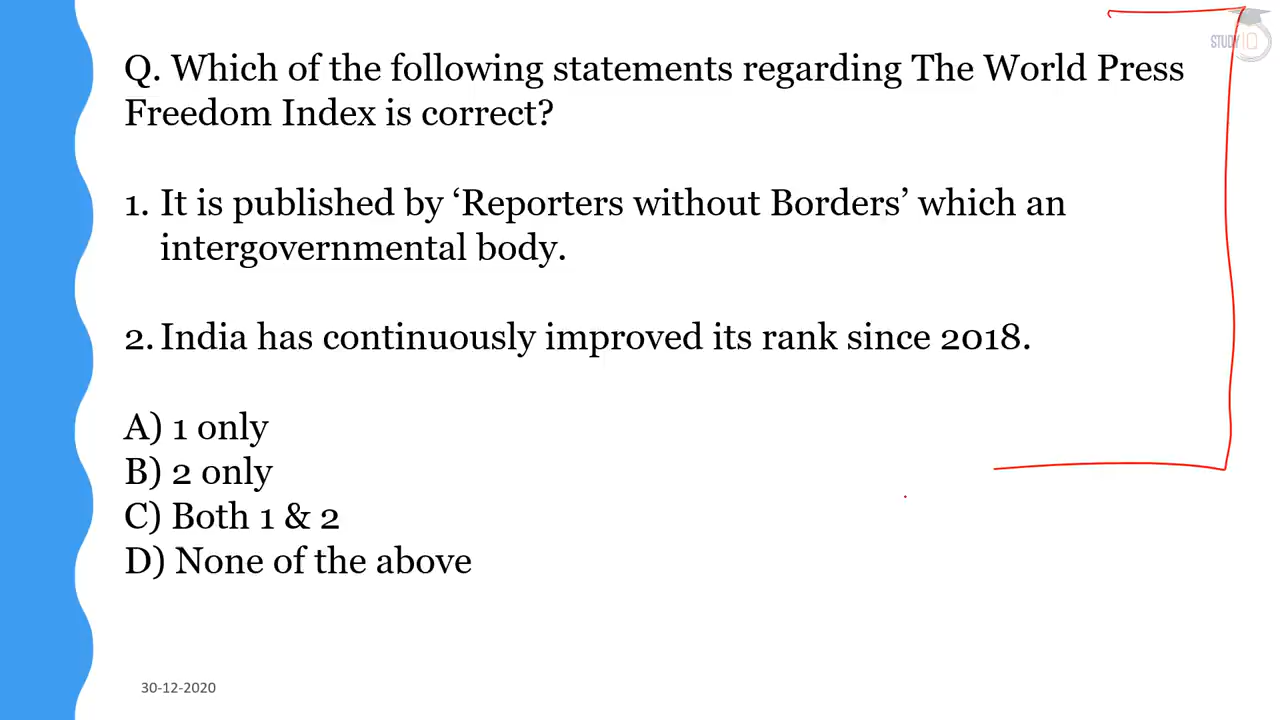 STUDY IQ
Q. Which of the following statements regarding The World Press
Freedom Index is correct?
1. It is published by ‘Reporters without Borders’ which an
intergovernmental body.
2. India has continuously improved its rank since 2018.
A) 1 only
B) 2 only
C) Both 1 & 2
D) None of the above
30-12-2020